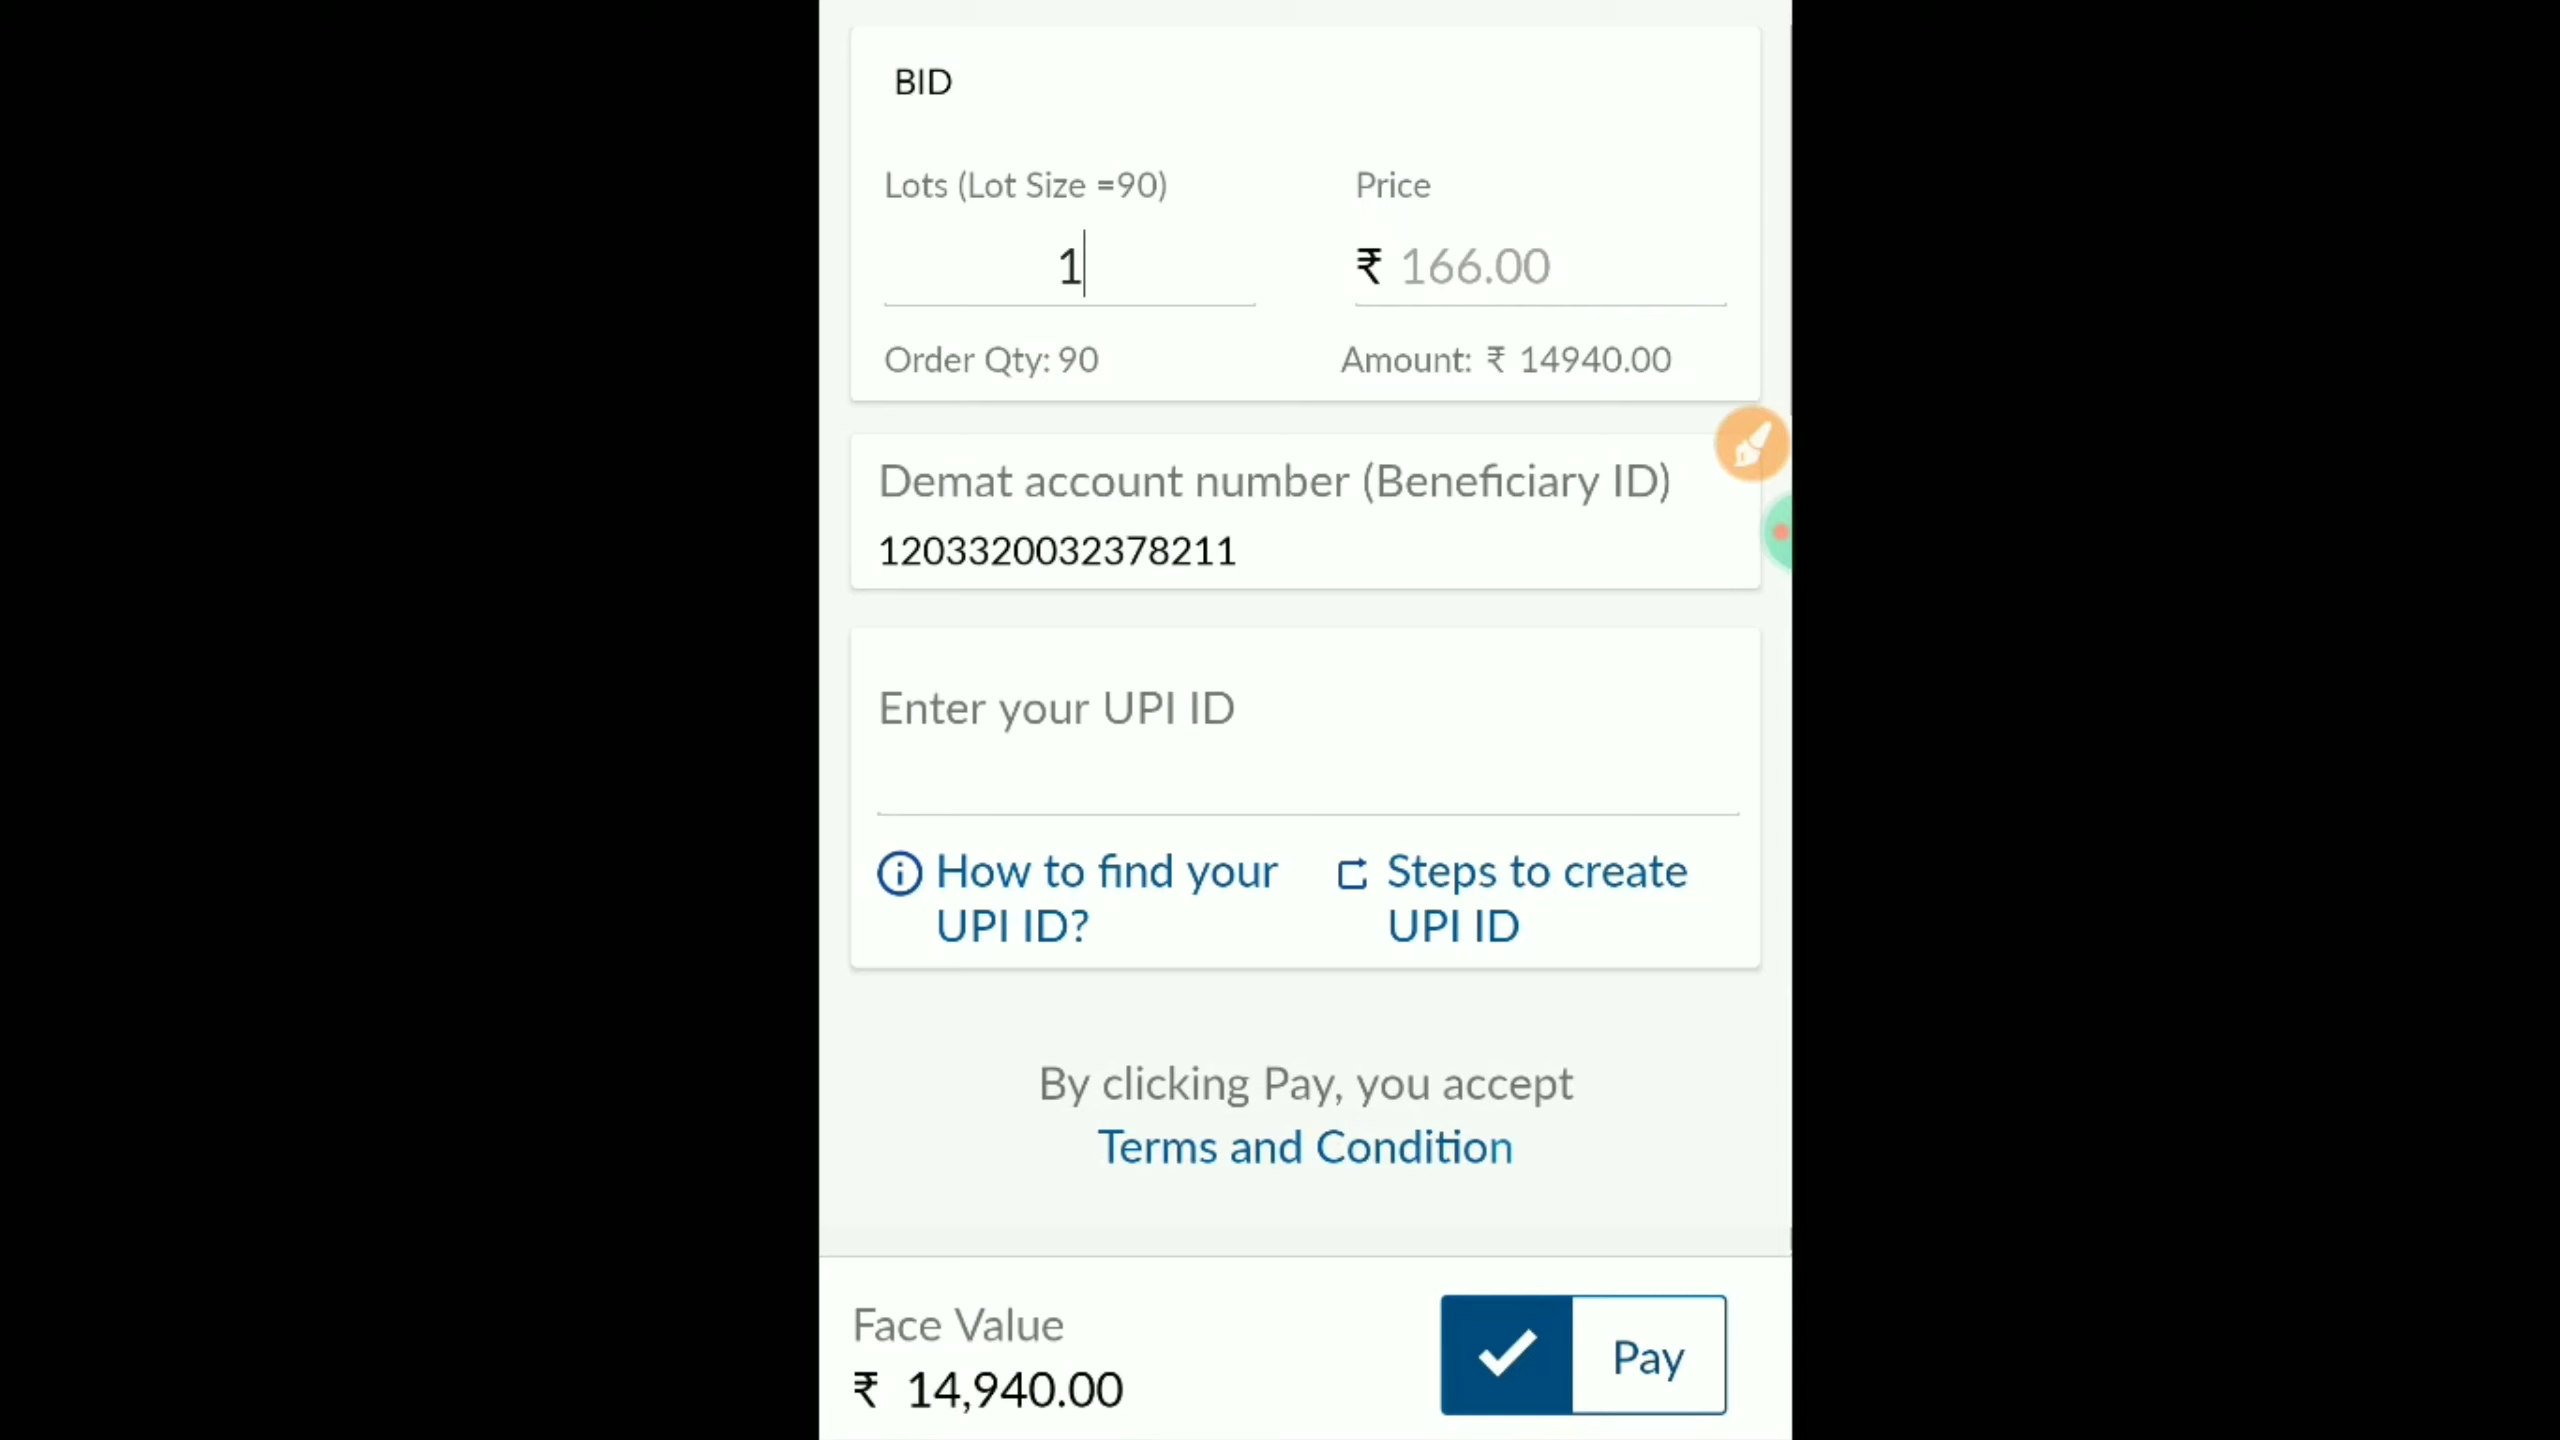 BID
Lots (Lot Size =90)
Price
1
₹ 166.00
Order Qty: 90
Amount: ₹ 14940.00
Demat account number (Beneficiary ID)
1203320032378211
Enter your UPI ID
How to find your
UPI ID?
Steps to create
UPI ID
By clicking Pay, you accept
Terms and Condition
Face Value
₹ 14,940.00
Pay